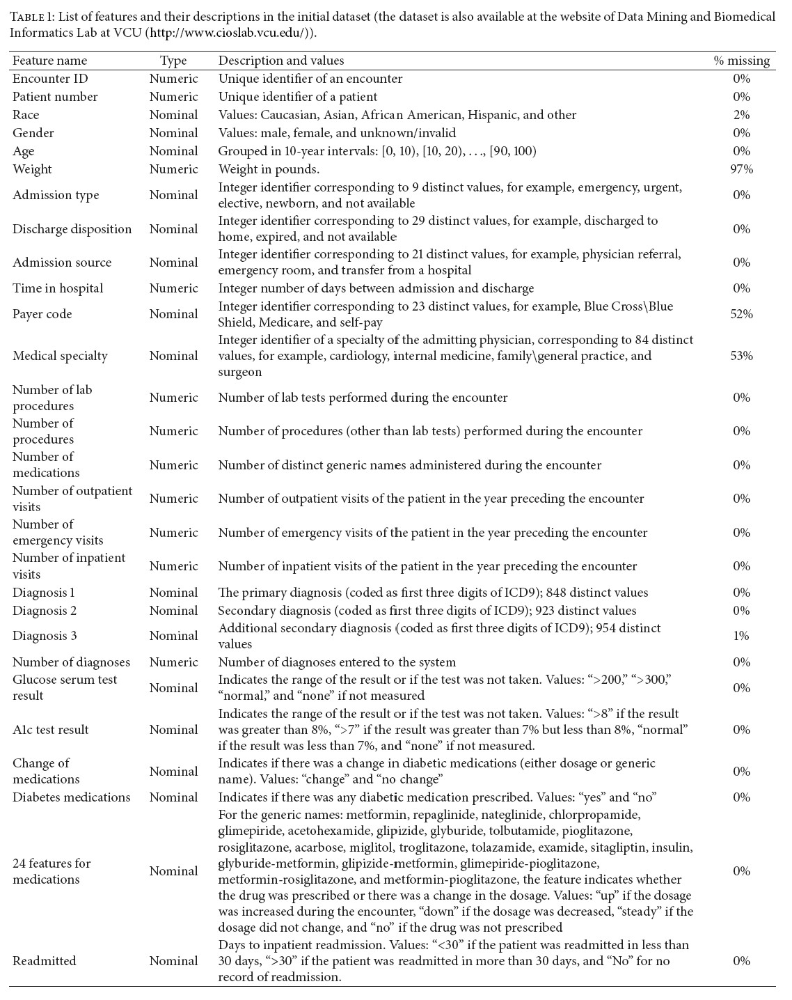 TABLE 1: List of features and their descriptions in the initial dataset (the dataset is also available at the website of Data Mining and Biomedical
Informatics Lab at VCU (http://www.cioslab.vcu.edu/)).
Feature name Type Description and values % missing
Encounter ID Numeric Unique identifier of an encounter 0%
Patient number Numeric Unique identifier of a patient 0%
Race Nominal Values: Caucasian, Asian, African American, Hispanic, and other 2%
Gender Nominal Values: male, female, and unknown/invalid 0%
Age Nominal Grouped in 10-year intervals: [0, 10), [10, 20), . . ., [90, 100) 0%
Weight Numeric Weight in pounds. 97%
Admission type Nominal Integer identifier corresponding to 9 distinct values, for example, emergency, urgent,
elective, newborn, and not available 0%
Discharge disposition Nominal Integer identifier corresponding to 29 distinct values, for example, discharged to
home, expired, and not available 0%
Admission source Nominal Integer identifier corresponding to 21 distinct values, for example, physician referral,
emergency room, and transfer from a hospital 0%
Time in hospital Numeric Integer number of days between admission and discharge 0%
Payer code Nominal Integer identifier corresponding to 23 distinct values, for example, Blue Cross\Blue
Shield, Medicare, and self-pay 52%
Integer identifier of a specialty of the admitting physician, corresponding to 84 distinct
Medical specialty Nominal values, for example, cardiology, internal medicine, family\general practice, and 53%
surgeon
Number of lab
procedures Numeric Number of lab tests performed during the encounter 0%
Number of
procedures Numeric Number of procedures (other than lab tests) performed during the encounter 0%
Number of
medications Numeric Number of distinct generic names administered during the encounter 0%
Number of outpatient
visits Numeric Number of outpatient visits of the patient in the year preceding the encounter 0%
Number of
emergency visits Numeric Number of emergency visits of the patient in the year preceding the encounter 0%
Number of inpatient
visits Numeric Number of inpatient visits of the patient in the year preceding the encounter 0%
Diagnosis 1 Nominal The primary diagnosis (coded as first three digits of ICD9); 848 distinct values 0%
Diagnosis 2 Nominal Secondary diagnosis (coded as first three digits of ICD9); 923 distinct values 0%
Diagnosis 3 Nominal Additional secondary diagnosis (coded as first three digits of ICD9); 954 distinct
values 1%
Number of diagnoses Numeric Number of diagnoses entered to the system 0%
Glucose serum test
result Nominal Indicates the range of the result or if the test was not taken. Values: “>200,” “>300,”
“normal,” and “none” if not measured 0%
Indicates the range of the result or if the test was not taken. Values: “>8” if the result
A1c test result Nominal was greater than 8%, “>7” if the result was greater than 7% but less than 8%, “normal” 0%
if the result was less than 7%, and “none” if not measured.
Change of
medications Nominal Indicates if there was a change in diabetic medications (either dosage or generic
name). Values: “change” and “no change” 0%
Diabetes medications Nominal Indicates if there was any diabetic medication prescribed. Values: “yes” and “no” 0%
For the generic names: metformin, repaglinide, nateglinide, chlorpropamide,
glimepiride, acetohexamide, glipizide, glyburide, tolbutamide, pioglitazone,
rosiglitazone, acarbose, miglitol, troglitazone, tolazamide, examide, sitagliptin, insulin,
24 features for
medications Nominal glyburide-metformin, glipizide-metformin, glimepiride-pioglitazone,
metformin-rosiglitazone, and metformin-pioglitazone, the feature indicates whether 0%
the drug was prescribed or there was a change in the dosage. Values: “up” if the dosage
was increased during the encounter, “down” if the dosage was decreased, “steady” if the
dosage did not change, and “no” if the drug was not prescribed
Days to inpatient readmission. Values: “<30” if the patient was readmitted in less than
Readmitted Nominal 30 days, “>30” if the patient was readmitted in more than 30 days, and “No” for no 0%
record of readmission.